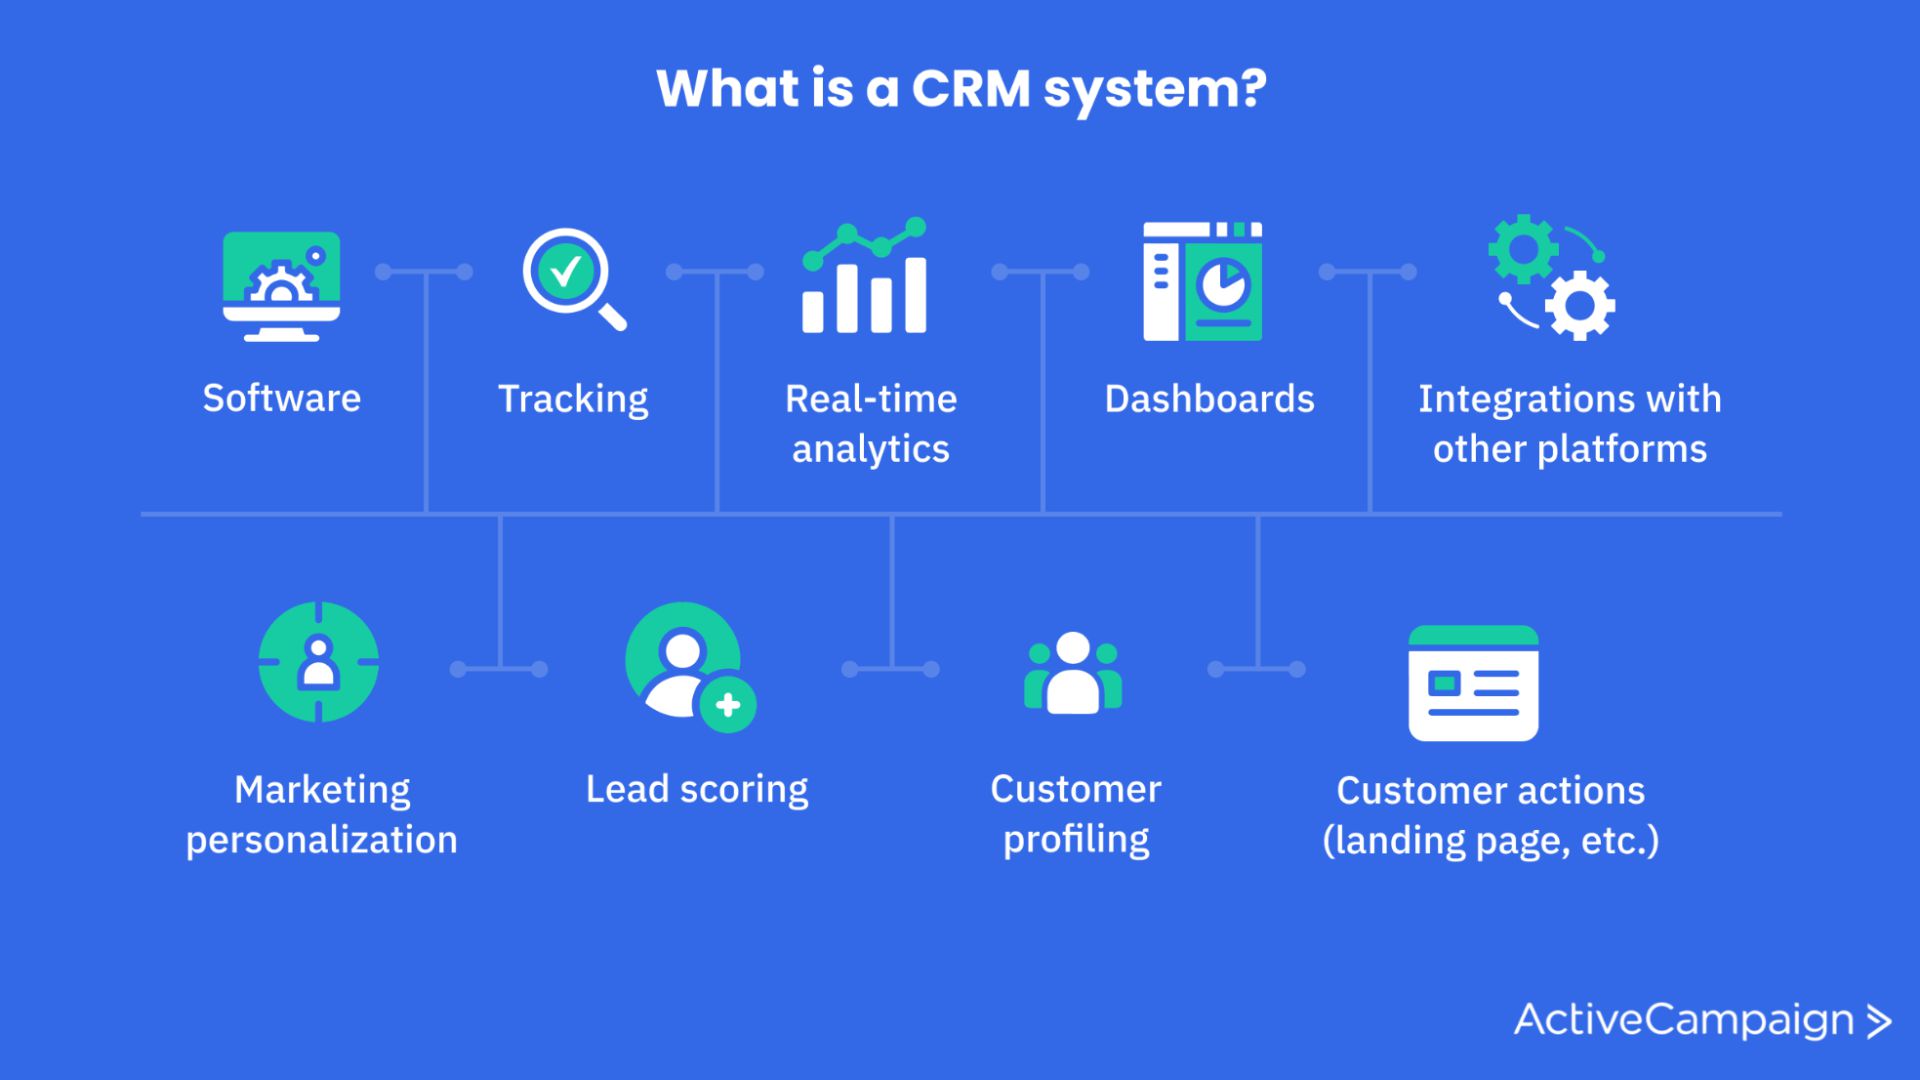 What is a CRM system?
Software
Tracking
Real-time
analytics
Dashboards
Integrations with
other platforms
Marketing
personalization
Lead scoring
Customer
profiling
Customer actions
(landing page, etc.)
ActiveCampaign